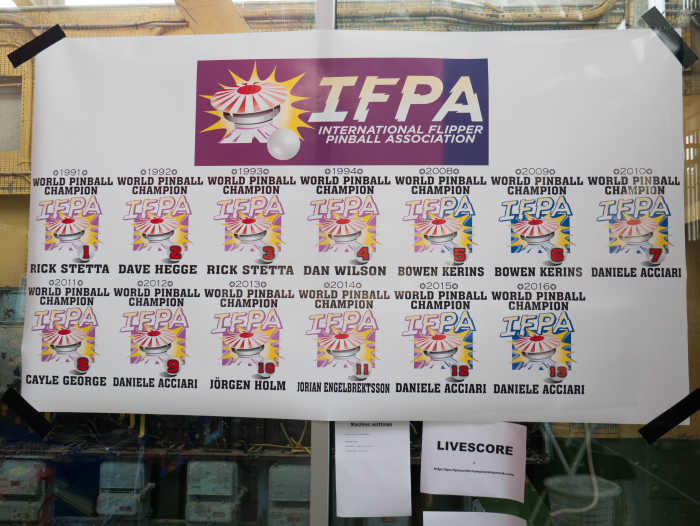 IFPA
INTERNATIONAL FLIPPER
PINBALL ASSOCIATION
1991
WORLD PINBALL
CHAMPION
IFPA
1
RICK STETTA
1992
WORLD PINBALL
CHAMPION
IFPA
2
DAVE HEGGE
1993
WORLD PINBALL
CHAMPION
IFPA
3
RICK STETTA
1994
WORLD PINBALL
CHAMPION
IFPA
4
DAN WILSON
2008
WORLD PINBALL
CHAMPION
IFPA
5
BOWEN KERINS
2009
WORLD PINBALL
CHAMPION
IFPA
6
BOWEN KERINS
2010
WORLD PINBALL
CHAMPION
IFPA
7
DANIELE ACCIARI
2011
WORLD PINBALL
CHAMPION
IFPA
8
CAYLE GEORGE
2012
WORLD PINBALL
CHAMPION
IFPA
9
DANIELE ACCIARI
2013
WORLD PINBALL
CHAMPION
IFPA
10
JÖRGEN HOLM
2014
WORLD PINBALL
CHAMPION
IFPA
11
JORIAN ENGELBREKTSSON
2015
WORLD PINBALL
CHAMPION
IFPA
12
DANIELE ACCIARI
2016
WORLD PINBALL
CHAMPION
IFPA
13
DANIELE ACCIARI
Machine settings
LIVESCORE